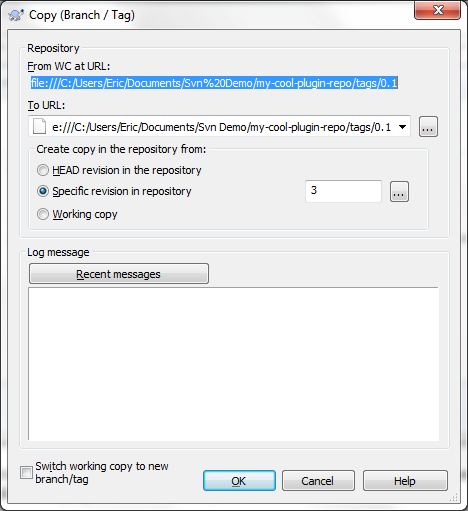 Copy (Branch / Tag)
Repository
From WC at URL:
file:///C:/Users/Eric/Documents/Svn%20Demo/my-cool-plugin-repo/tags/0.1
To URL:
e:///C:/Users/Eric/Documents/Svn Demo/my-cool-plugin-repo/tags/0.1
...
Create copy in the repository from:
HEAD revision in the repository
Specific revision in repository
3
...
Working copy
Log message
Recent messages
Switch working copy to new
branch/tag
OK
Cancel
Help